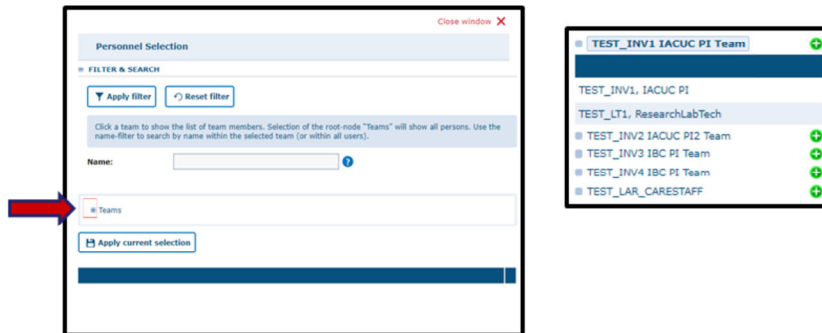 Close window
Personnel Selection
FILTER & SEARCH
Apply filter
Reset filter
Click a team to show the list of team members. Selection of the root-node "Teams" will show all persons. Use the
name-filter to search by name within the selected team (or within all users).
Name:
Teams
Apply current selection
TEST_INV1 IACUC PI Team
TEST_INV1, IACUC PI
TEST_LT1, ResearchLabTech
TEST_INV2 IACUC PI2 Team
TEST_INV3 IBC PI Team
TEST_INV4 IBC PI Team
TEST_LAR_CARESTAFF